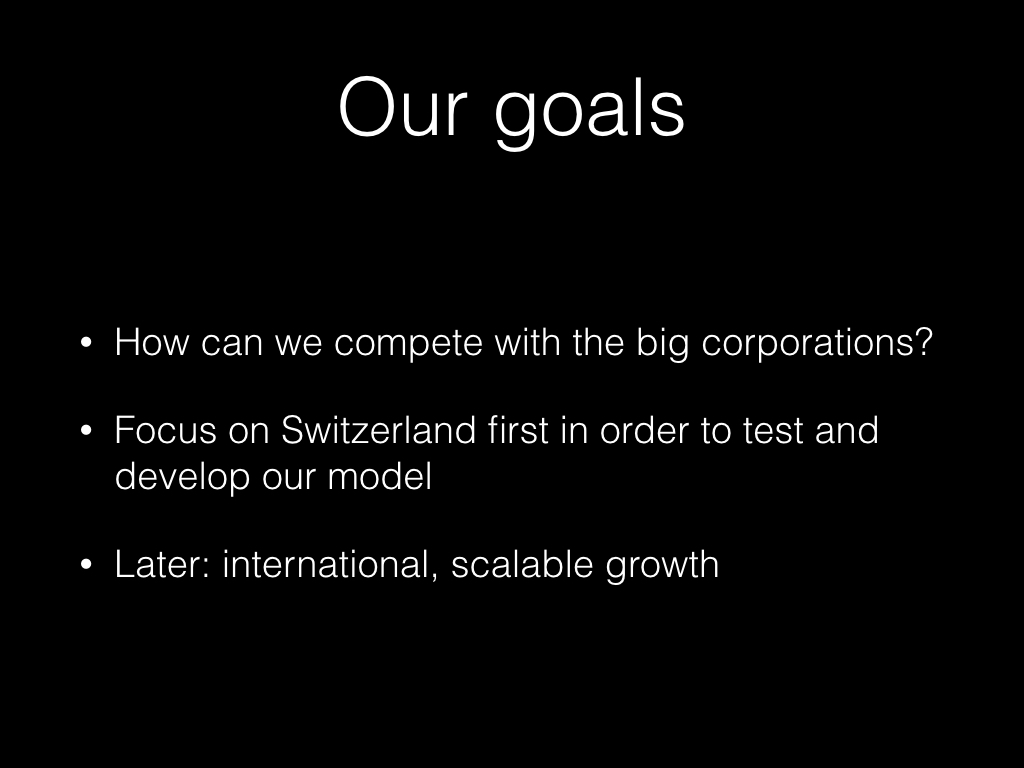 Our goals
• How can we compete with the big corporations?
• Focus on Switzerland first in order to test and
develop our model
• Later: international, scalable growth